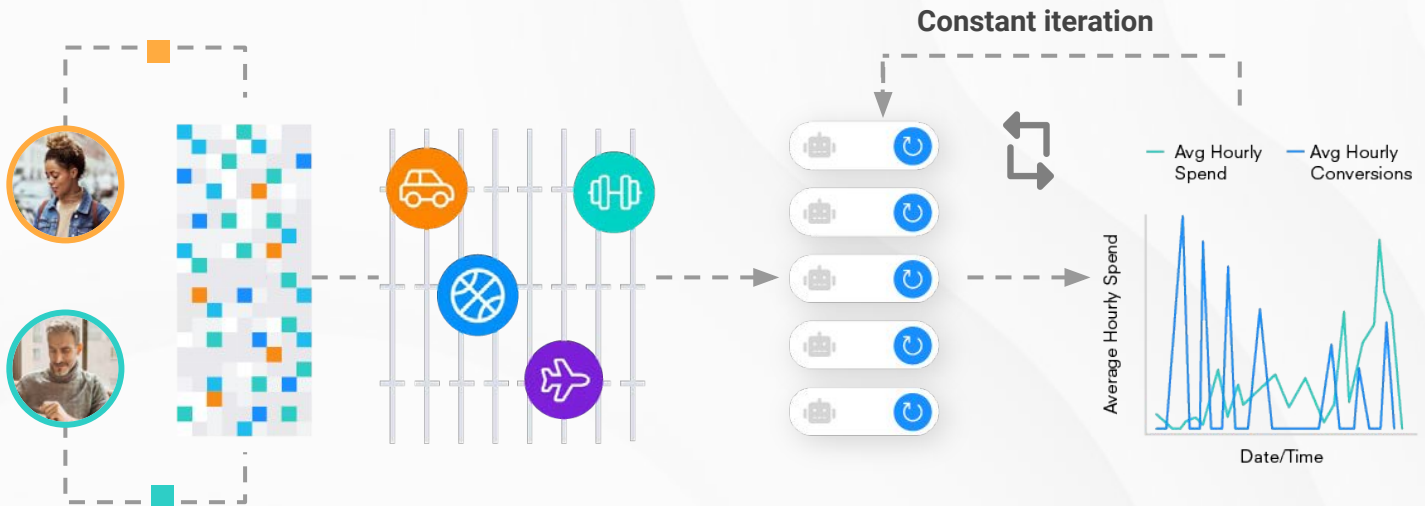 Constant iteration
Avg Hourly
Spend
Avg Hourly
Conversions
Average Hourly Spend
Date/Time